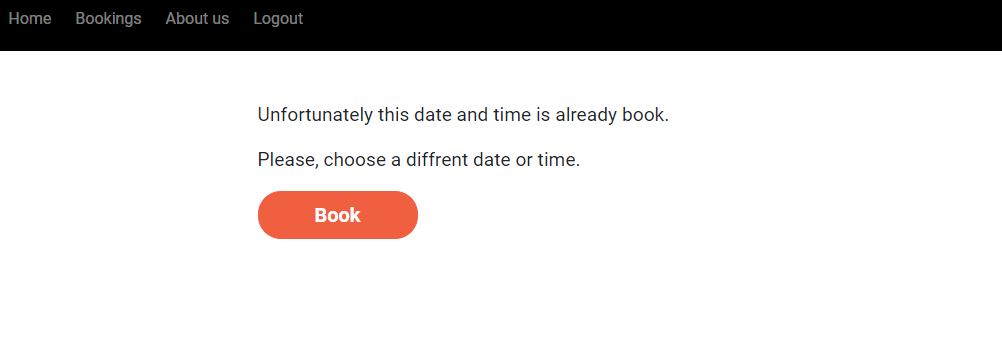 Home Bookings About us Logout
Unfortunately this date and time is already book.
Please, choose a diffrent date or time.
Book